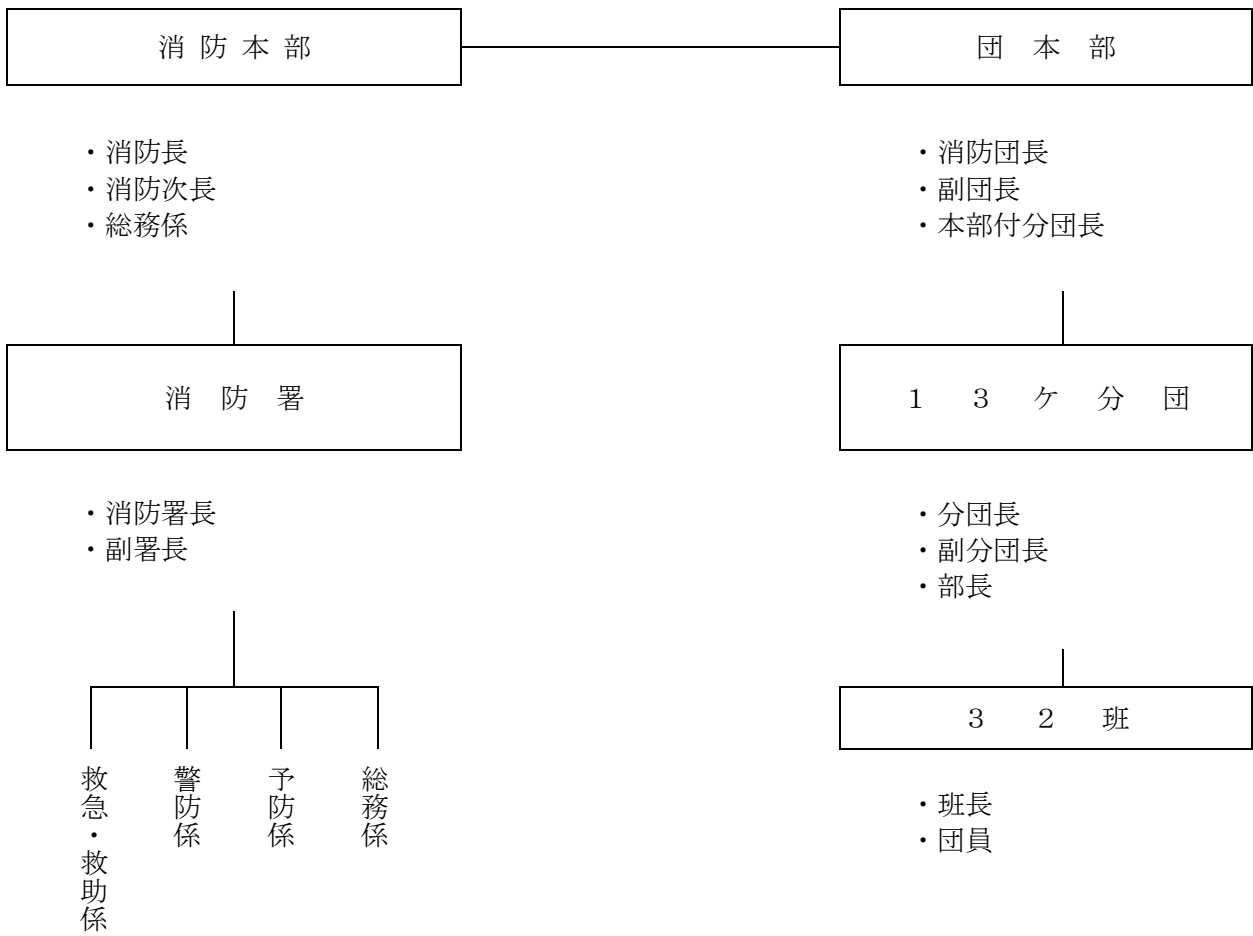 消防本部
団本部
・消防長
・消防次長
・総務係
・消防団長
・副団長
・本部付分団長
消防署
１３ケ分団
・消防署長
・副署長
・分団長
・副分団長
・部長
３２班
救急・救助係
警防係
予防係
総務係
・班長
・団員